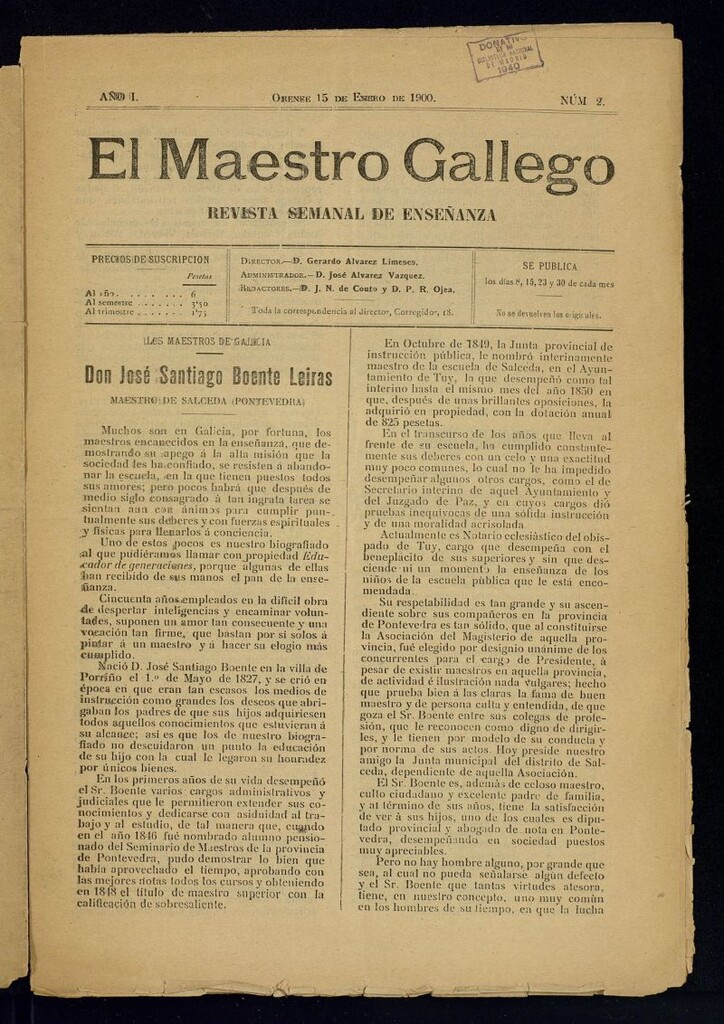 DONATIVO
DE MADRID
1940
AÑO I.
ORENSE 15 DE ENERO DE 1900.
NÚM 2.
El Maestro Gallego
REVISTA SEMANAL DE ENSEÑANZA
PRECIOS DE SUSCRIPCION
Pesetas
Al año. . . . . . . 6
Al semestre . . . . . . . 3'50
Al trimestre . . . . . . . 1'75
DIRECTOR.—D. Gerardo Alvarez Limeses.
ADMINISTRADOR.—D. José Alvarez Vazquez.
REDACTORES.—D. J. N. de Couto y D. P. R. Ojea.
Toda la correspondencia al director, Corregidor, 18.
SE PUBLICA
los días 8, 15, 23 y 30 de cada mes
No se devuelven los originales.
LOS MAESTROS DE GALICIA
Don José Santiago Boente Leiras
MAESTRO DE SALCEDA (PONTEVEDRA)
Muchos son en Galicia, por fortuna, los
maestros encanecidos en la enseñanza, que de-
mostrando su apego á la alta misión que la
sociedad les ha confiado, se resisten á abando-
nar la escuela, en la que tienen puestos todos
sus amores; pero pocos habrá que después de
medio siglo consagrado á tan ingrata tarea se
sientan aun con ánimos para cumplir pun-
tualmente sus deberes y con fuerzas espirituales
y físicas para llenarlos á conciencia.
Uno de estos pocos es nuestro biografiado
al que pudiéramos llamar con propiedad Edu-
cador de generaciones, porque algunas de ellas
han recibido de sus manos el pan de la ense-
ñanza.
Cincuenta años empleados en la dificil obra
de despertar inteligencias y encaminar volun-
tades, suponen un amor tan consecuente y una
vocación tan firme, que bastan por si solos á
pintar á un maestro y á hacer su elogio más
cumplido.
Nació D. José Santiago Boente en la villa de
Porriño el 1.º de Mayo de 1827, y se crió en
época en que eran tan escasos los medios de
instrucción como grandes los deseos que abri-
gaban los padres de que sus hijos adquiriesen
todos aquellos conocimientos que estuvieran á
su alcance; asi es que los de nuestro biogra-
fiado no descuidaron un punto la educación
de su hijo con la cual le legaron su honradez
por únicos bienes.
En los primeros años de su vida desempeñó
el Sr. Boente varios cargos administrativos y
judiciales que le permitieron extender sus co-
nocimientos y dedicarse con asiduidad al tra-
bajo y al estudio, de tal manera que, cuando
en el año 1846 fué nombrado alumno pensio-
nado del Seminario de Maestros de la provincia
de Pontevedra, pudo demostrar lo bien que
habia aprovechado el tiempo, aprobando con
las mejores notas todos los cursos y obteniendo
en 1848 el título de maestro superior con la
calificación de sobresaliente.
En Octubre de 1849, la Junta provincial de
instrucción pública, le nombró interinamente
maestro de la escuela de Salceda, en el Ayun-
tamiento de Tuy, la que desempeñó como tal
interino hasta el mismo mes del año 1850 en
que, después de unas brillantes oposiciones, la
adquirió en propiedad, con la dotación anual
de 825 pesetas.
En el transcurso de los años que lleva al
frente de su escuela, ha cumplido constante-
mente sus deberes con un celo y una exactitud
muy poco comunes, lo cual no le ha impedido
desempeñar algunos otros cargos, como el de
Secretario interino de aquel Ayuntamiento y
del Juzgado de Paz, y en cuyos cargos dió
pruebas inequívocas de una sólida instrucción
y de una moralidad acrisolada.
Actualmente es Notario eclesiástico del obis-
pado de Tuy, cargo que desempeña con el
beneplácito de sus superiores y sin que des-
ciende ni un momento la enseñanza de los
niños de la escuela pública que le está enco-
mendada.
Su respetabilidad es tan grande y su ascen-
diente sobre sus compañeros en la provincia
de Pontevedra es tan sólido, que al constituirse
la Asociación del Magisterio de aquella pro-
vincia, fué elegido por designio unánime de los
concurrentes para el cargo de Presidente, á
pesar de existir maestros en aquella provincia,
de actividad é ilustración nada vulgares; hecho
que prueba bién á las claras la fama de buen
maestro y de persona culta y entendida, de que
goza el Sr. Boente entre sus colegas de profe-
sión, que le reconocen como digno de dirigir-
les, y le tienen por modelo de su conducta y
por norma de sus actos. Hoy preside nuestro
amigo la Junta municipal del distrito de Sal-
ceda, dependiente de aquella Asociación.
El Sr. Boente es, además de celoso maestro,
culto ciudadano y excelente padre de familia,
y al término de sus años, tiene la satisfacción
de ver á sus hijos, uno de los cuales es dipu-
tado provincial y abogado de nota en Ponte-
vedra, desempeñando en sociedad puestos
muy apreciables.
Pero no hay hombre alguno, por grande que
sea, al cual no pueda señalarse algún defecto
y el Sr. Boente que tantas virtudes atesora,
tiene, en nuestro concepto, uno muy común
en los hombres de su tiempo, en que la lucha